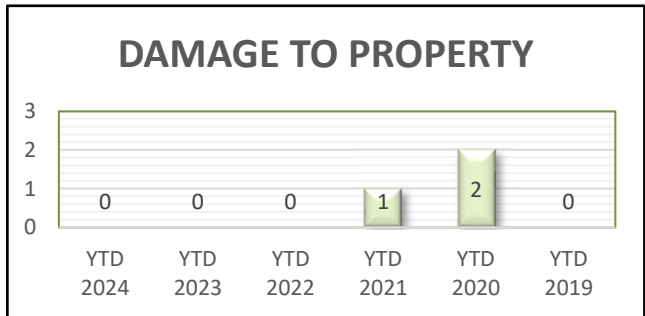 DAMAGE TO PROPERTY
3
2
1
0
0 0 0 1 2 0
YTD YTD YTD YTD YTD YTD
2024 2023 2022 2021 2020 2019